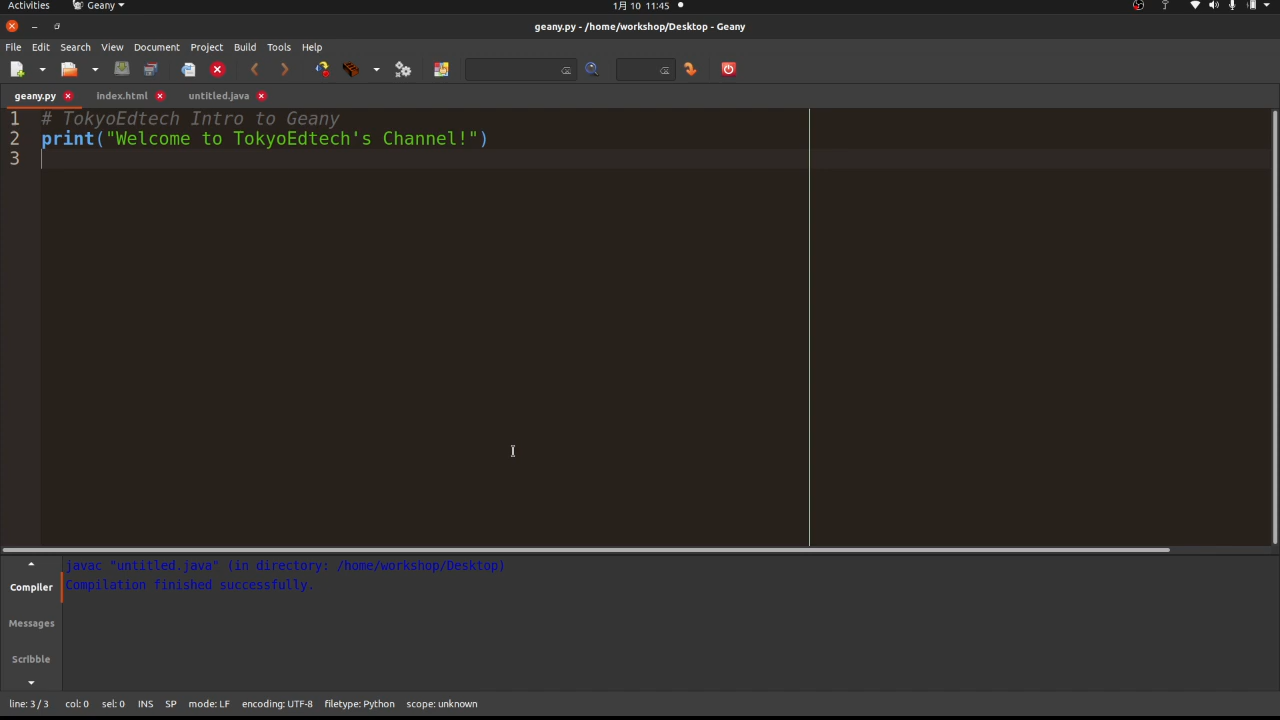 Activities Geany 1月 10 11:45
geany.py - /home/workshop/Desktop - Geany
File Edit Search View Document Project Build Tools Help
geany.py index.html untitled.java
1 # TokyoEdtech Intro to Geany
2 print("Welcome to TokyoEdtech's Channel!")
3
javac "untitled.java" (in directory: /home/workshop/Desktop)
Compiler Compilation finished successfully.
Messages
Scribble
line: 3 / 3 col: 0 sel: 0 INS SP mode: LF encoding: UTF-8 filetype: Python scope: unknown